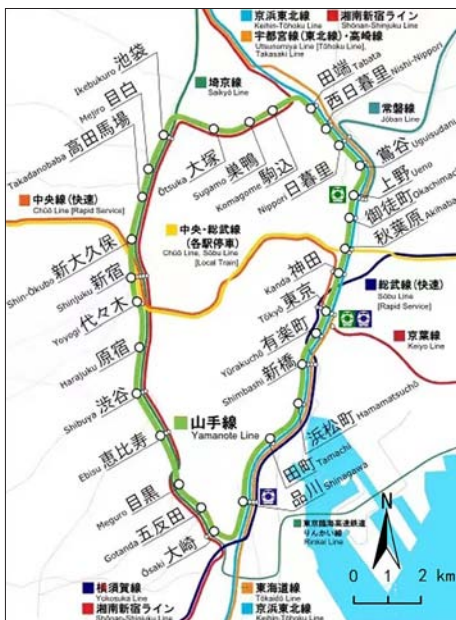 京浜東北線
Keihin-Tōhoku Line
湘南新宿ライン
Shōnan-Shinjuku Line
宇都宮線(東北線)・高崎線
Utsunomiya Line [Tōhoku Line],
Takasaki Line
埼京線
Saikyō Line
常磐線
Jōban Line
池袋
Ikebukuro
目白
Mejiro
高田馬場
Takadanobaba
大塚
Ōtsuka
巣鴨
Sugamo
駒込
Komagome
田端 Tabata
西日暮里 Nishi-Nippori
日暮里
Nippori
鶯谷 Uguisudani
上野 Ueno
御徒町 Okachimachi
秋葉原 Akihabara
中央線(快速)
Chūō Line [Rapid Service]
中央・総武線
(各駅停車)
Chūō Line, Sōbu Line
[Local Train]
新大久保
Shin-Ōkubo
新宿
Shinjuku
代々木
Yoyogi
原宿
Harajuku
渋谷
Shibuya
恵比寿
Ebisu
目黒
Meguro
五反田
Gotanda
大崎
Ōsaki
神田
Kanda
東京
Tōkyō
有楽町
Yūrakuchō
新橋
Shimbashi
総武線(快速)
Sōbu Line
[Rapid Service]
京葉線
Keiyo Line
山手線
Yamanote Line
浜松町 Hamamatsuchō
田町 Tamachi
品川 Shinagawa
東京臨海高速鉄道
りんかい線
Rinkai Line
横須賀線
Yokosuka Line
湘南新宿ライン
Shōnan-Shinjuku Line
東海道線
Tōkaidō Line
京浜東北線
Keihin-Tōhoku Line
N
0 1 2 km